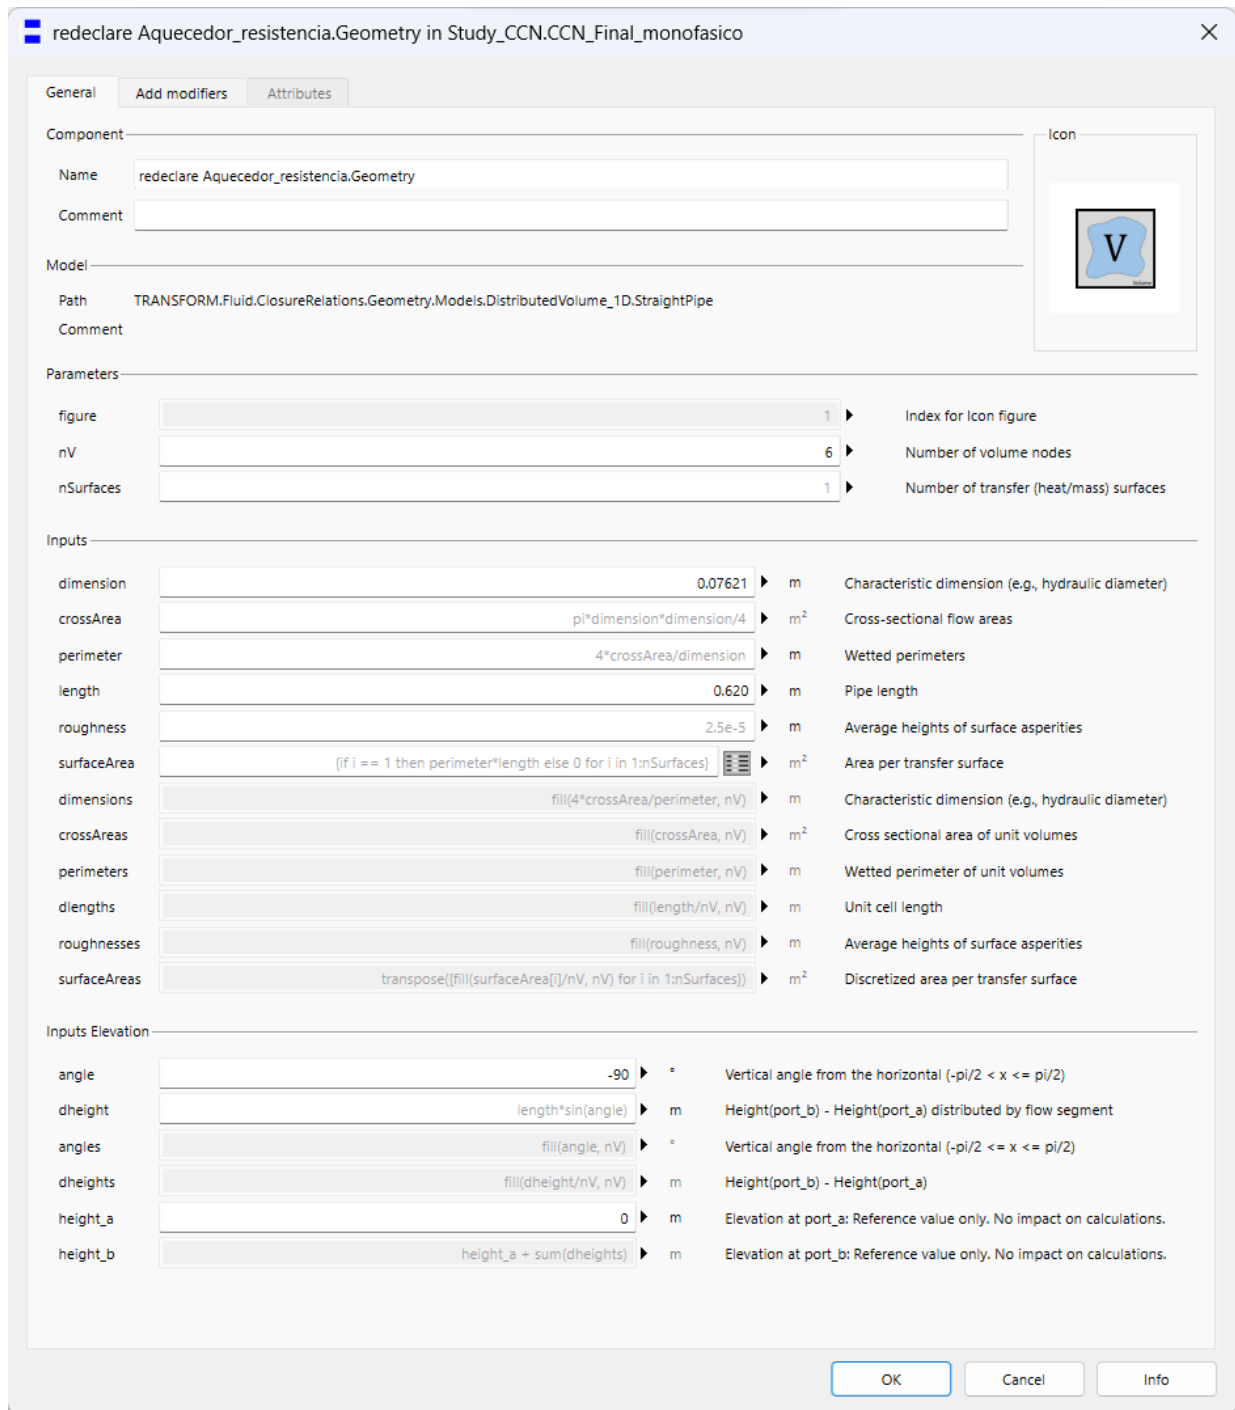 redeclare Aquecedor_resistencia.Geometry in Study_CCN.CCN_Final_monofasico
General Add modifiers Attributes
Component
Icon
Name redeclare Aquecedor_resistencia.Geometry
Comment
V
Volume
Model
Path TRANSFORM.Fluid.ClosureRelations.Geometry.Models.DistributedVolume_1D.StraightPipe
Comment
Parameters
figure 1 Index for Icon figure
nV 6 Number of volume nodes
nSurfaces 1 Number of transfer (heat/mass) surfaces
Inputs
dimension 0.07621 m Characteristic dimension (e.g., hydraulic diameter)
crossArea pi*dimension*dimension/4 m² Cross-sectional flow areas
perimeter 4*crossArea/dimension m Wetted perimeters
length 0.620 m Pipe length
roughness 2.5e-5 m Average heights of surface asperities
surfaceArea {if i == 1 then perimeter*length else 0 for i in 1:nSurfaces} m² Area per transfer surface
dimensions fill(4*crossArea/perimeter, nV) m Characteristic dimension (e.g., hydraulic diameter)
crossAreas fill(crossArea, nV) m² Cross sectional area of unit volumes
perimeters fill(perimeter, nV) m Wetted perimeter of unit volumes
dlengths fill(length/nV, nV) m Unit cell length
roughnesses fill(roughness, nV) m Average heights of surface asperities
surfaceAreas transpose({fill(surfaceArea[i]/nV, nV) for i in 1:nSurfaces}) m² Discretized area per transfer surface
Inputs Elevation
angle -90 ° Vertical angle from the horizontal (-pi/2 < x <= pi/2)
dheight length*sin(angle) m Height(port_b) - Height(port_a) distributed by flow segment
angles fill(angle, nV) ° Vertical angle from the horizontal (-pi/2 <= x <= pi/2)
dheights fill(dheight/nV, nV) m Height(port_b) - Height(port_a)
height_a 0 m Elevation at port_a: Reference value only. No impact on calculations.
height_b height_a + sum(dheights) m Elevation at port_b: Reference value only. No impact on calculations.
OK Cancel Info